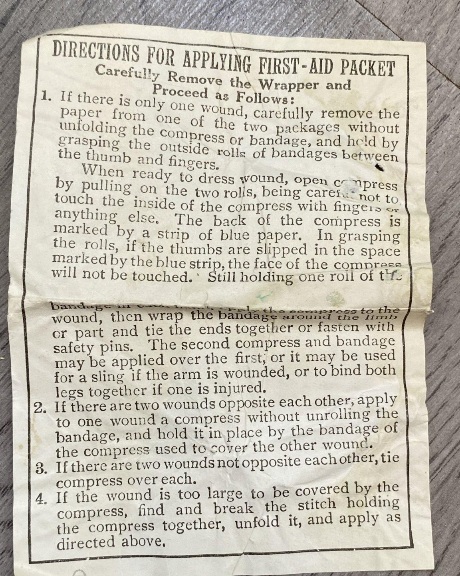 DIRECTIONS FOR APPLYING FIRST-AID PACKET
Carefully Remove the Wrapper and
Proceed as Follows:
1. If there is only one wound, carefully remove the
paper from one of the two packages without
unfolding the compress or bandage, and hold by
grasping the outside rolls of bandages between
the thumb and fingers.
When ready to dress wound, open compress
by pulling on the two rolls, being careful not to
touch the inside of the compress with fingers or
anything else. The back of the compress is
marked by a strip of blue paper. In grasping
the rolls, if the thumbs are slipped in the space
marked by the blue strip, the face of the compress
will not be touched. Still holding one roll of the
bandage in the compress to the
wound, then wrap the bandage around the limb
or part and tie the ends together or fasten with
safety pins. The second compress and bandage
may be applied over the first, or it may be used
for a sling if the arm is wounded, or to bind both
legs together if one is injured.
2. If there are two wounds opposite each other, apply
to one wound a compress without unrolling the
bandage, and hold it in place by the bandage of
the compress used to cover the other wound.
3. If there are two wounds not opposite each other, tie
compress over each.
4. If the wound is too large to be covered by the
compress, find and break the stitch holding
the compress together, unfold it, and apply as
directed above.